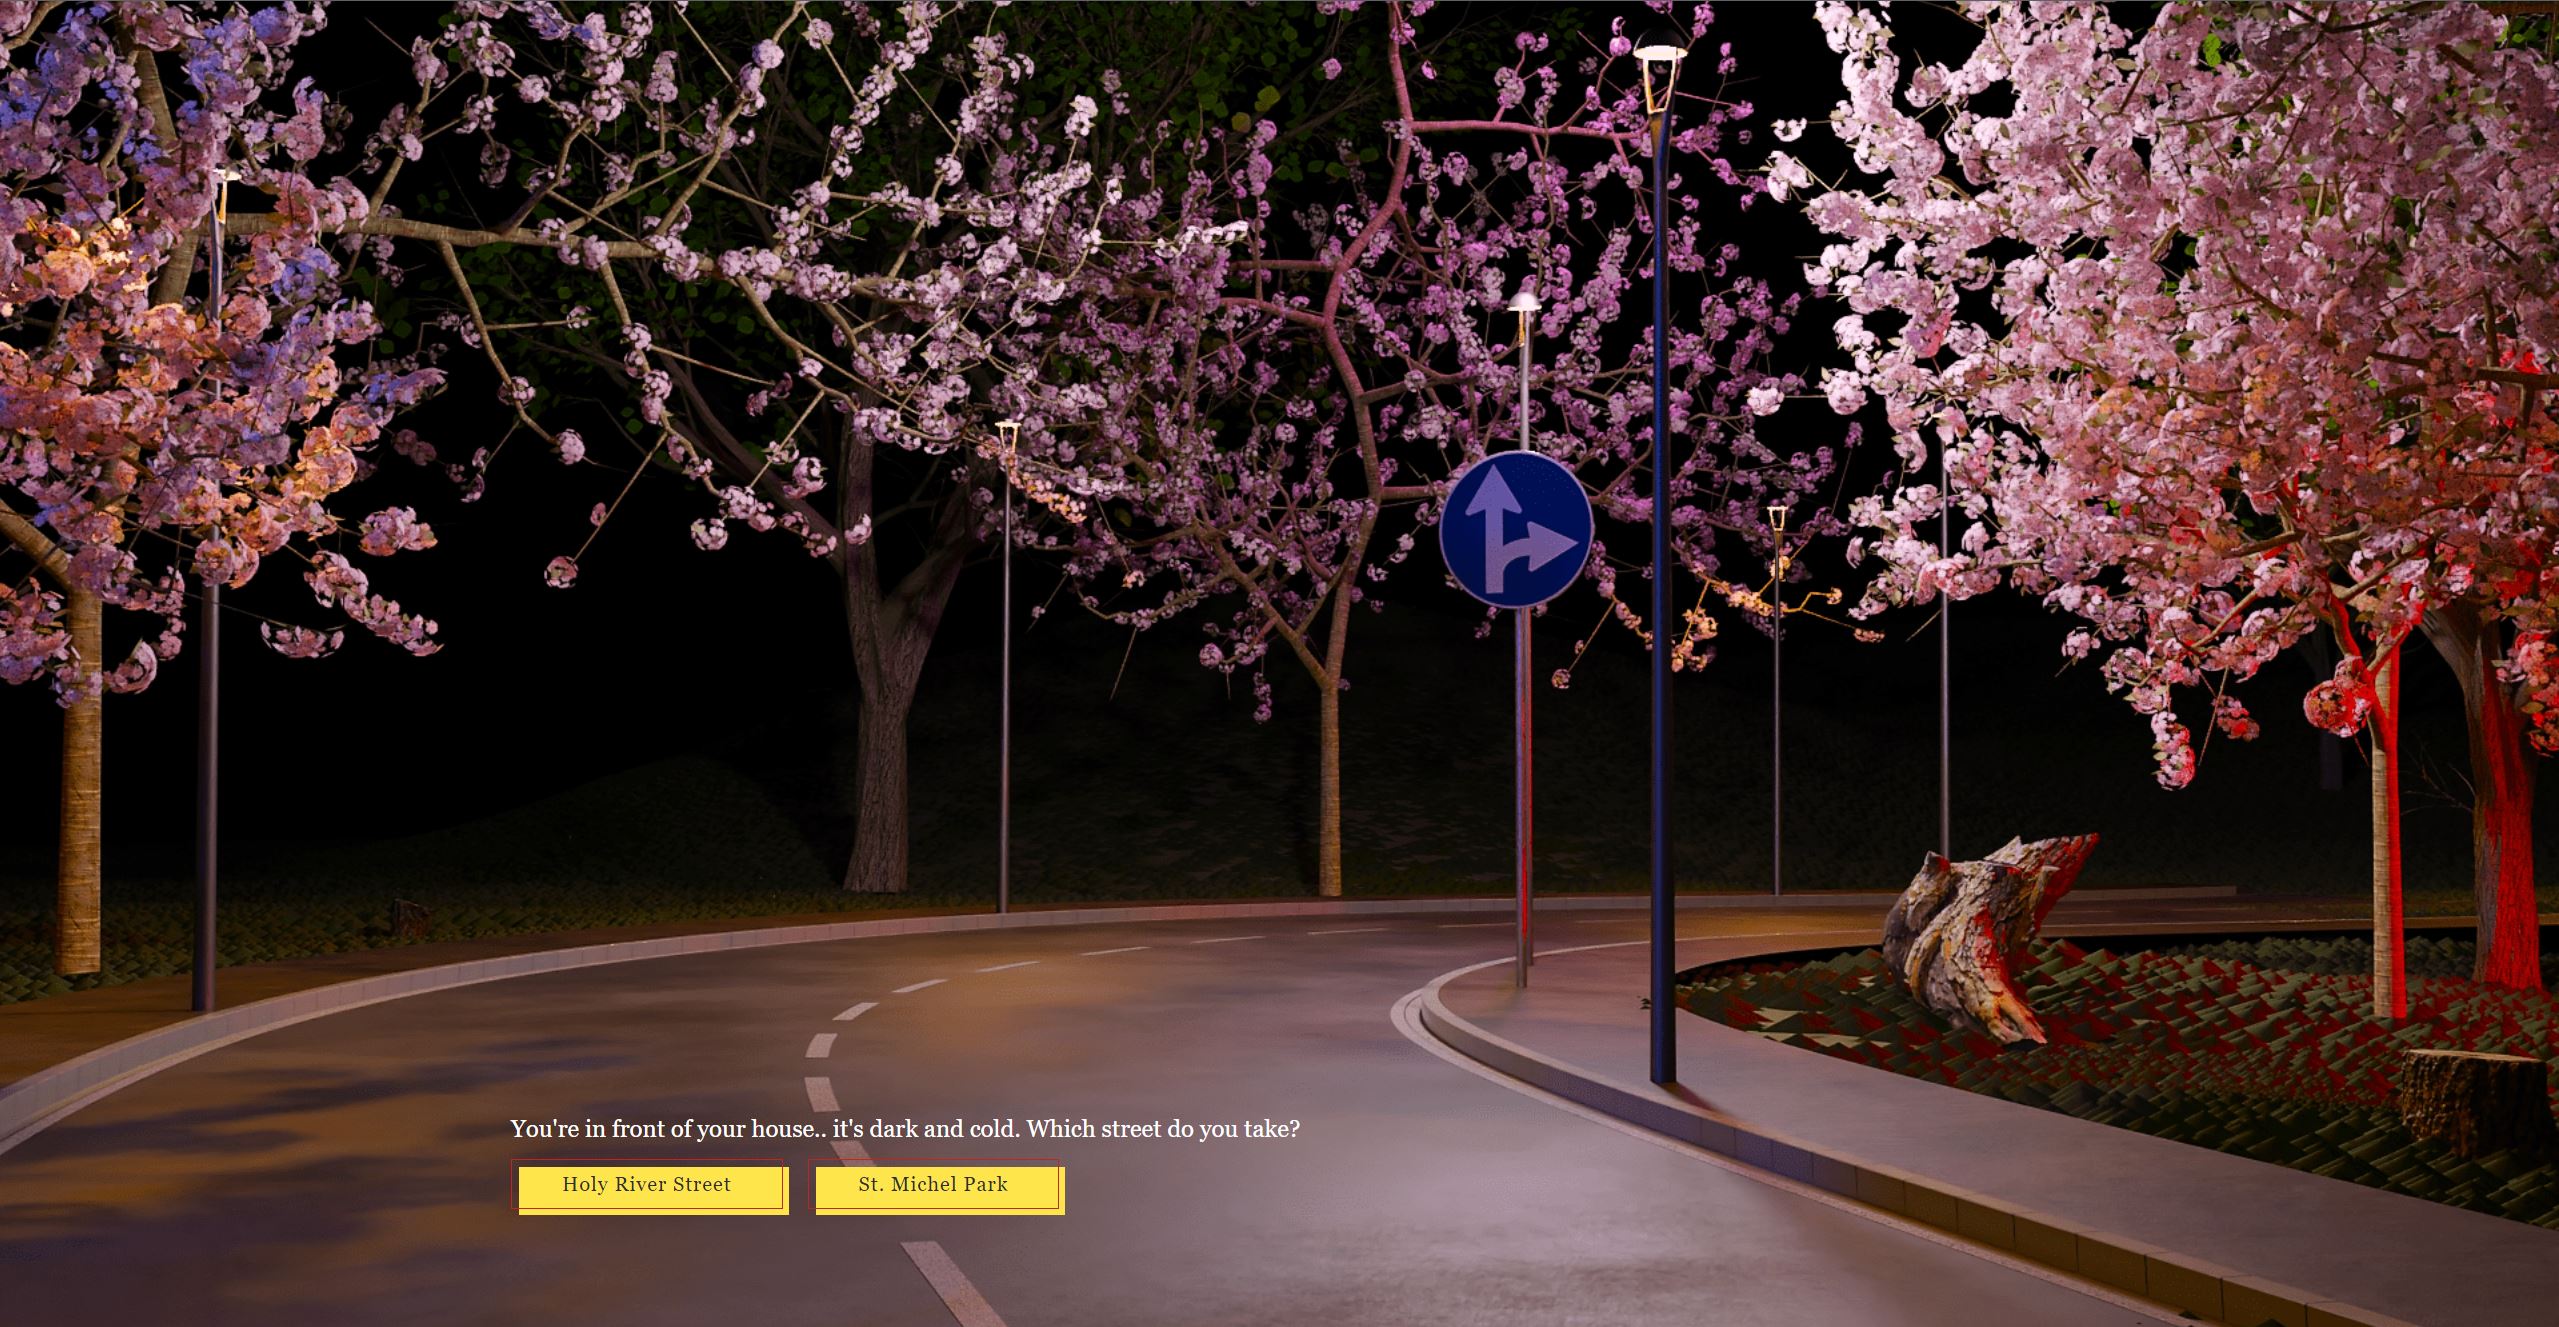 You're in front of your house.. it's dark and cold. Which street do you take?
Holy River Street
St. Michel Park